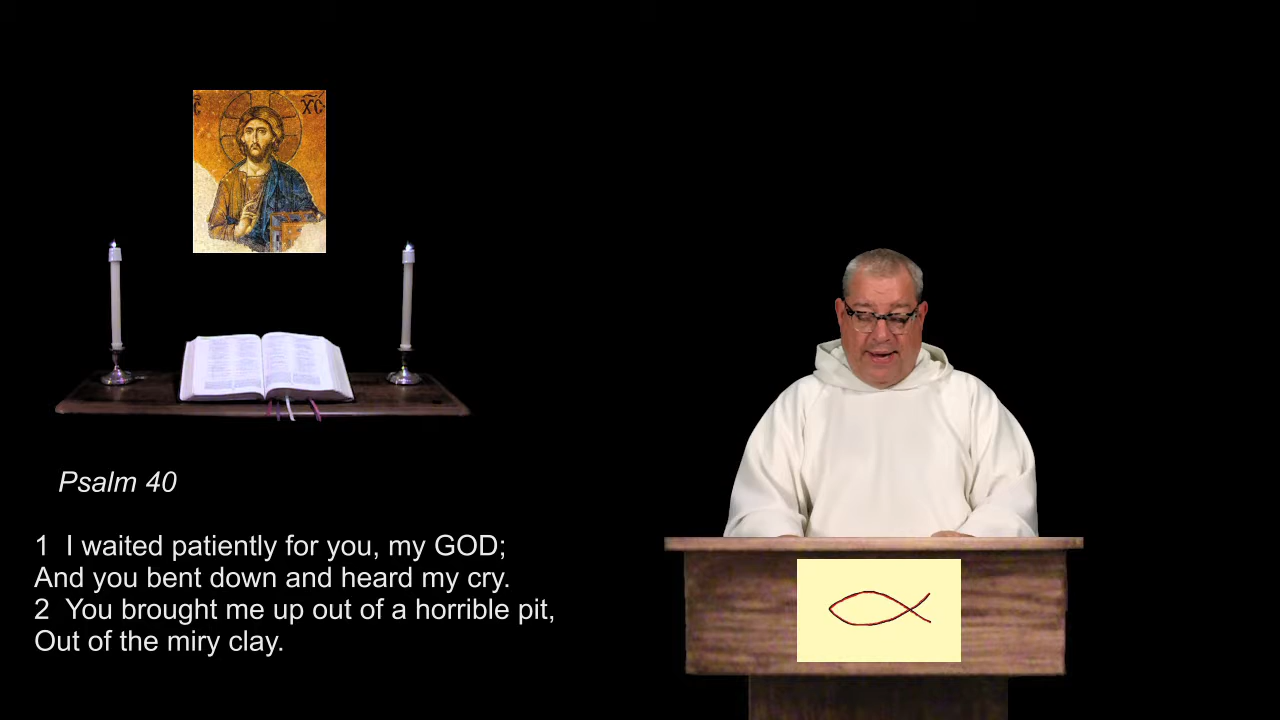 XC
Psalm 40
1 I waited patiently for you, my GOD;
And you bent down and heard my cry.
2 You brought me up out of a horrible pit,
Out of the miry clay.